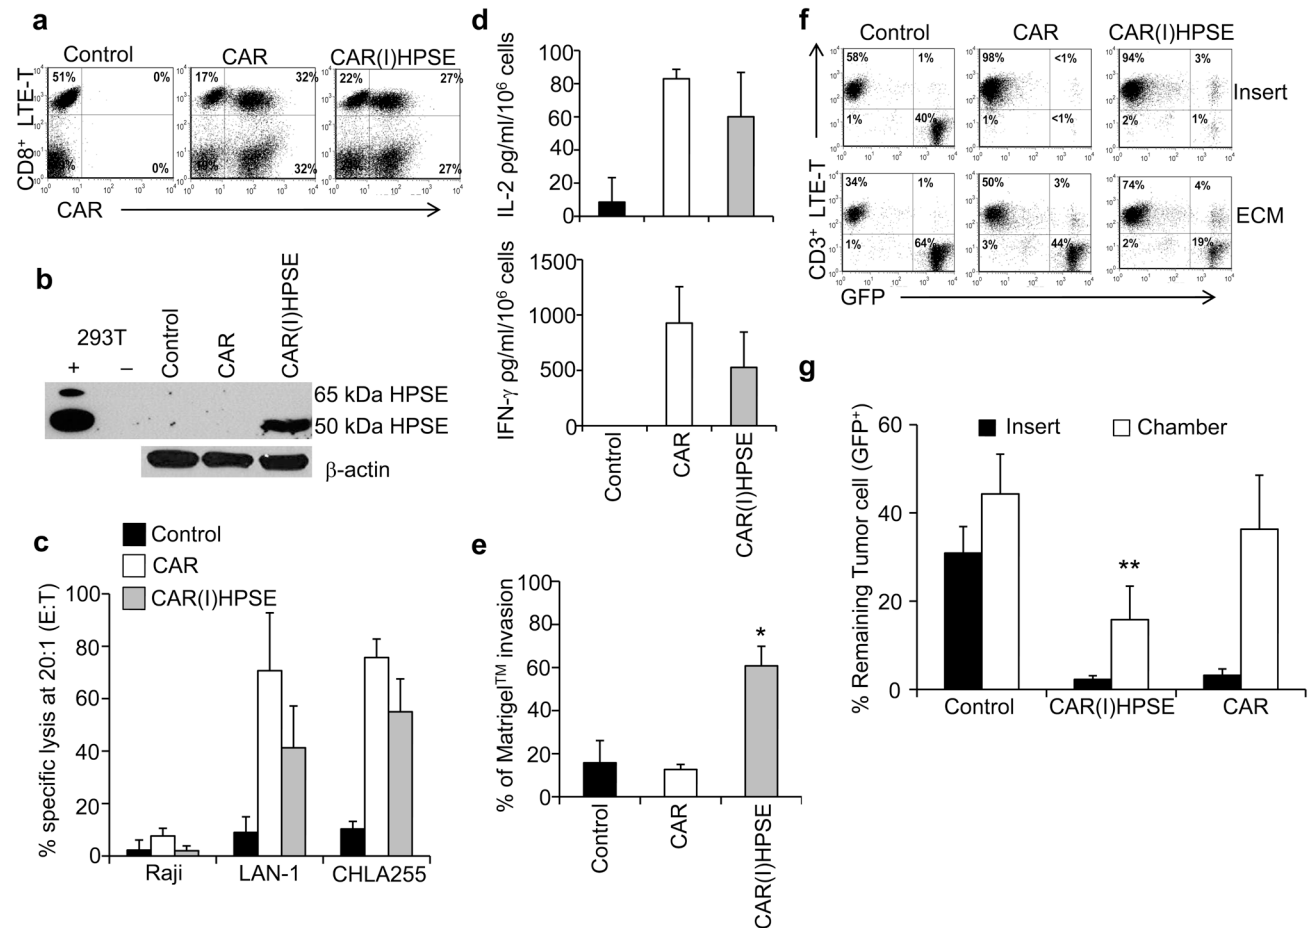 a
Control CAR CAR(I)HPSE
51% 0% 17% 32% 22% 27%
0% 32% 27%
CD8+ LTE-T
CAR
b
293T
+ – Control CAR CAR(I)HPSE
65 kDa HPSE
50 kDa HPSE
β-actin
c
Control
CAR
CAR(I)HPSE
% specific lysis at 20:1 (E:T)
100
80
60
40
20
0
Raji LAN-1 CHLA255
d
IL-2 ρg/ml/10⁶ cells
100
80
60
40
20
0
IFN-γ ρg/ml/10⁶ cells
1500
1000
500
0
Control CAR CAR(I)HPSE
e
% of Matrigel™ invasion
100
80
60
40
20
0
*
Control CAR CAR(I)HPSE
f
Control CAR CAR(I)HPSE
58% 1% 98% <1% 94% 3%
Insert
1% 40% 1% <1% 2% 1%
34% 1% 50% 3% 74% 4%
ECM
1% 64% 3% 44% 2% 19%
CD3+ LTE-T
GFP
g
Insert Chamber
% Remaining Tumor cell (GFP+)
60
40
20
0
**
Control CAR(I)HPSE CAR